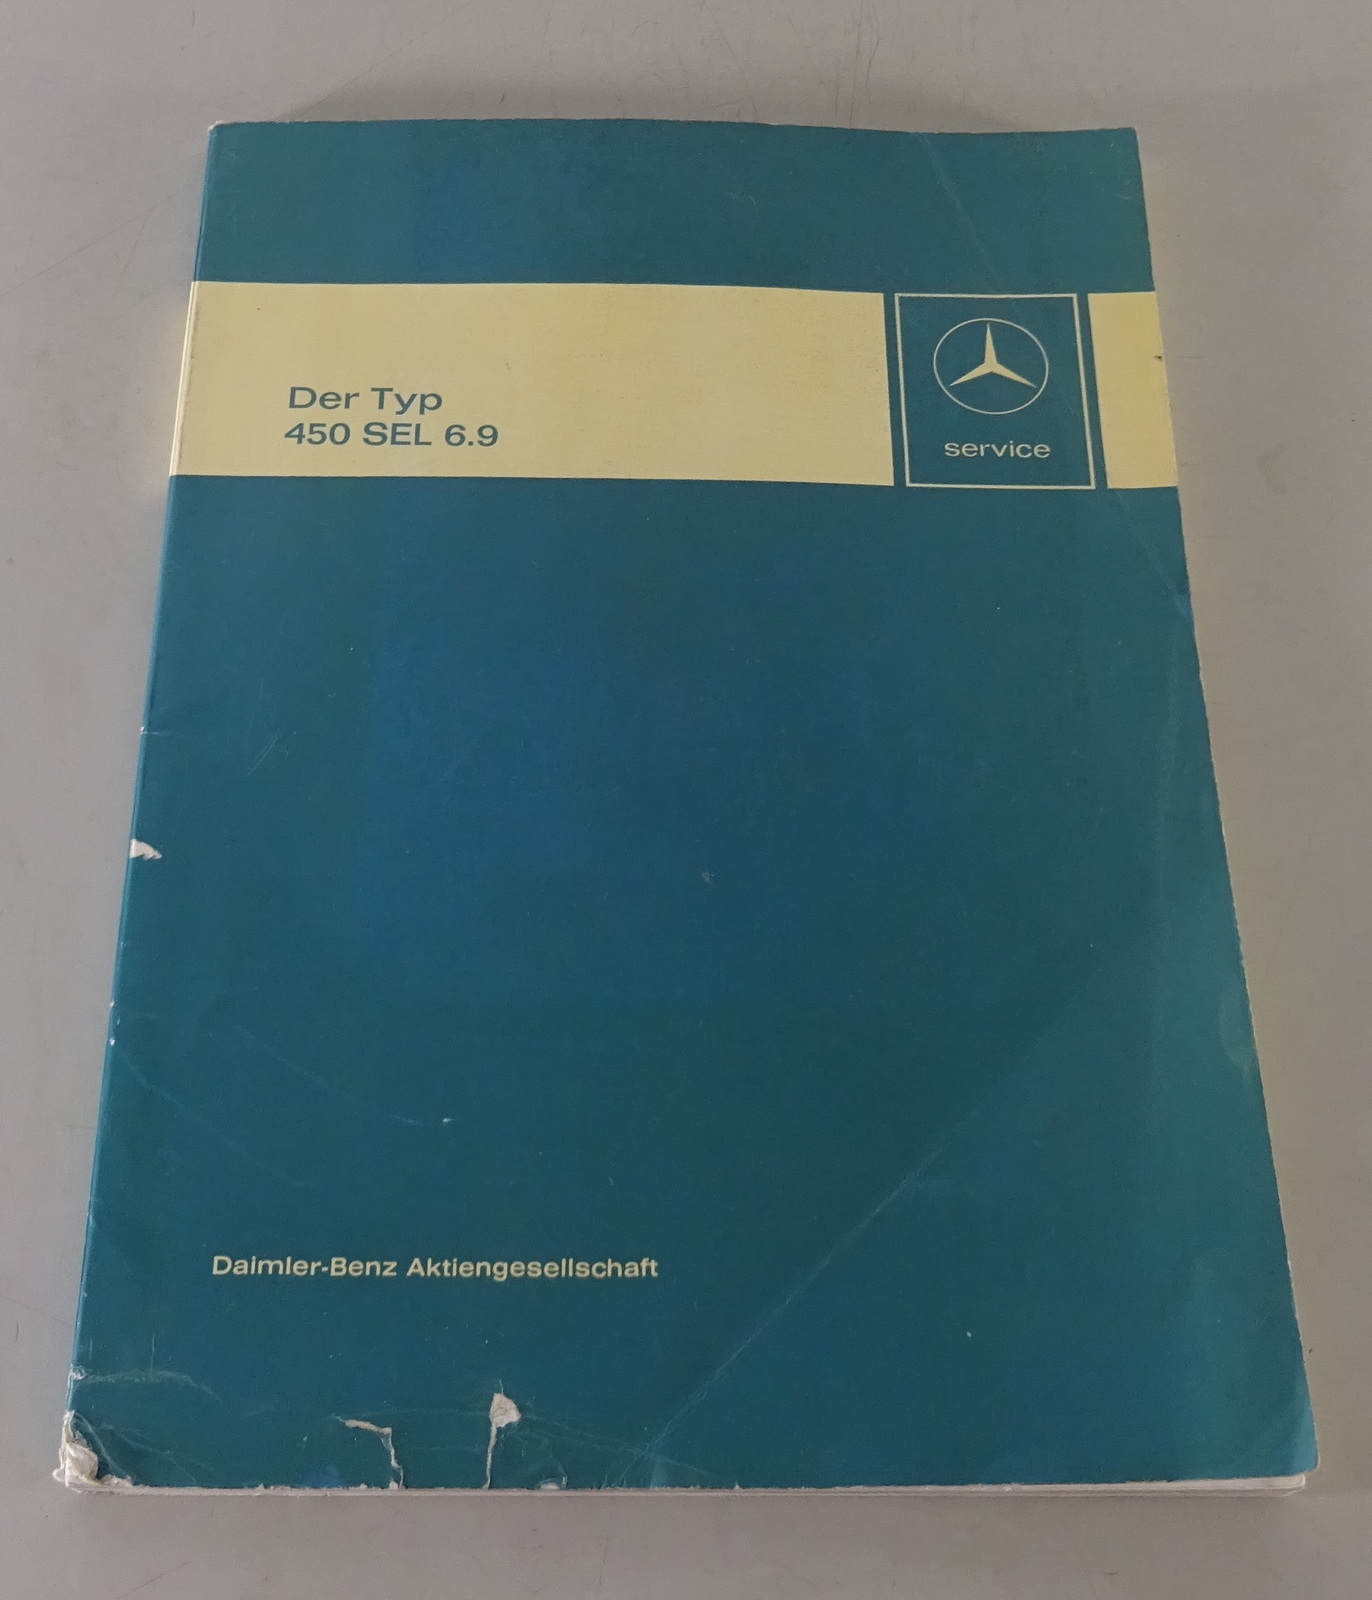 Der Typ
450 SEL 6.9
service
Daimler-Benz Aktiengesellschaft